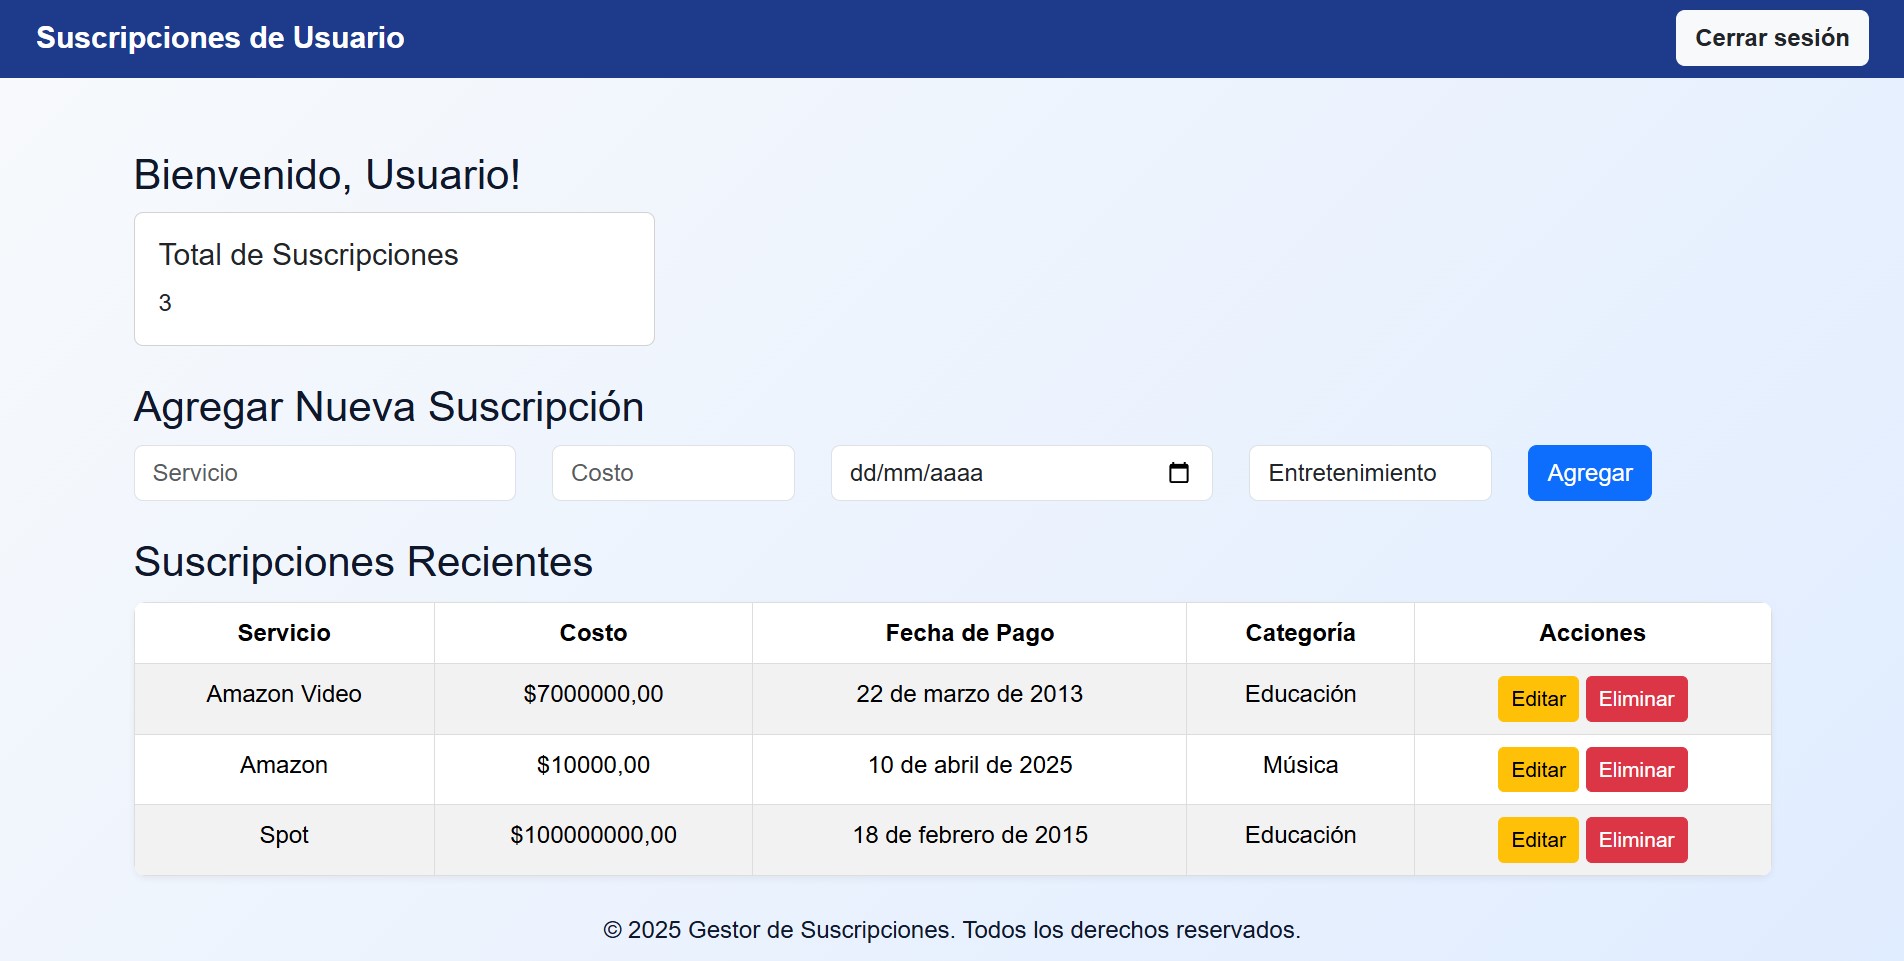 Suscripciones de Usuario Cerrar sesión
Bienvenido, Usuario!
Total de Suscripciones
3
Agregar Nueva Suscripción
Servicio Costo dd/mm/aaaa Entretenimiento Agregar
Suscripciones Recientes
Servicio Costo Fecha de Pago Categoría Acciones
Amazon Video $7000000,00 22 de marzo de 2013 Educación Editar Eliminar
Amazon $10000,00 10 de abril de 2025 Música Editar Eliminar
Spot $100000000,00 18 de febrero de 2015 Educación Editar Eliminar
© 2025 Gestor de Suscripciones. Todos los derechos reservados.